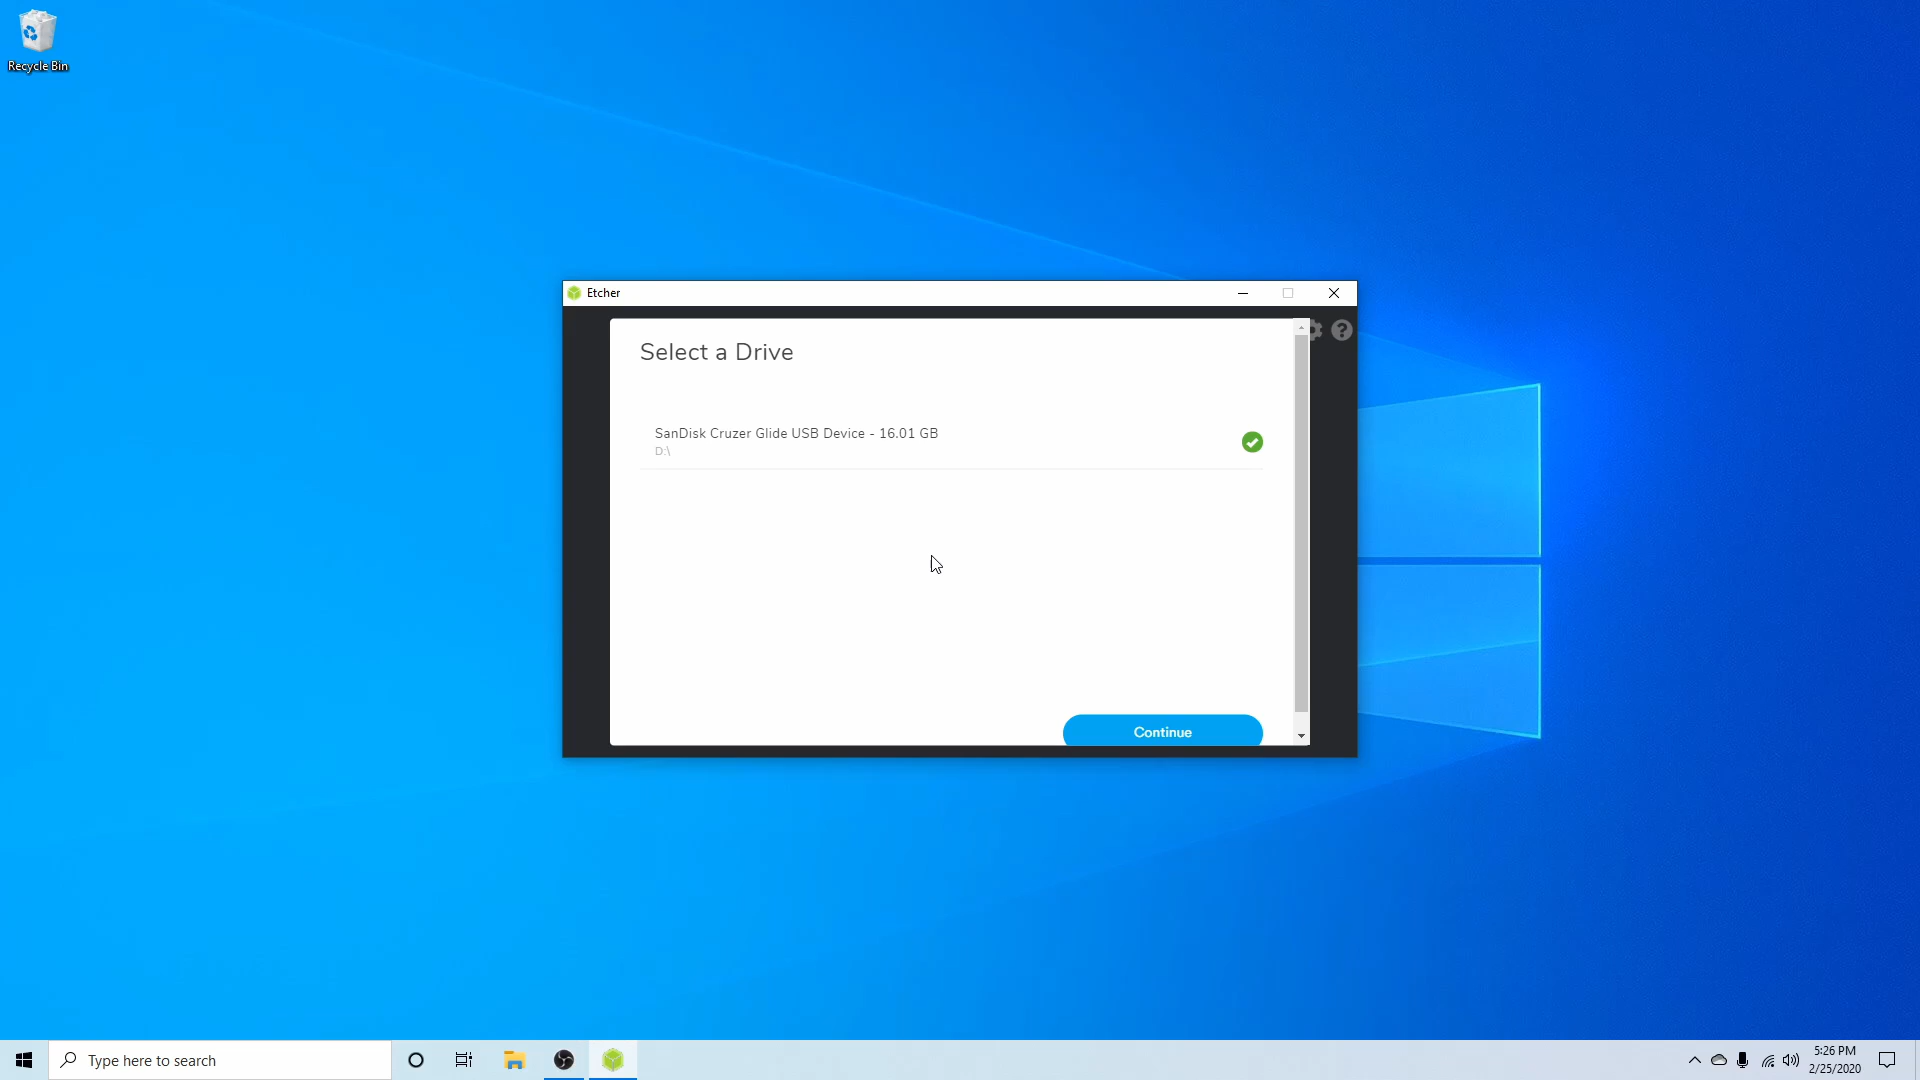 Recycle Bin
Etcher
Select a Drive
SanDisk Cruzer Glide USB Device - 16.01 GB
D:\
Continue
Type here to search
5:26 PM
2/25/2020